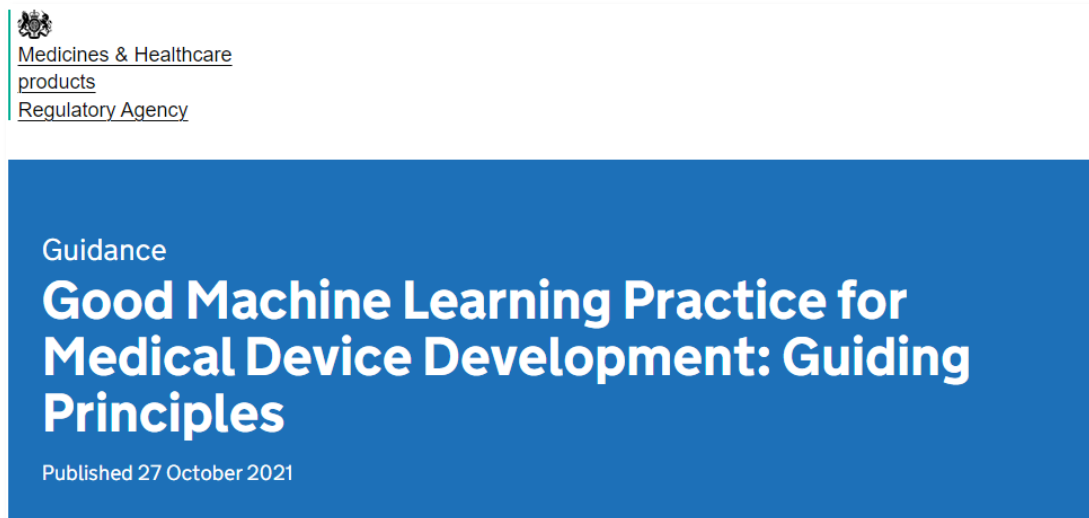 Medicines & Healthcare
products
Regulatory Agency
Guidance
Good Machine Learning Practice for
Medical Device Development: Guiding
Principles
Published 27 October 2021